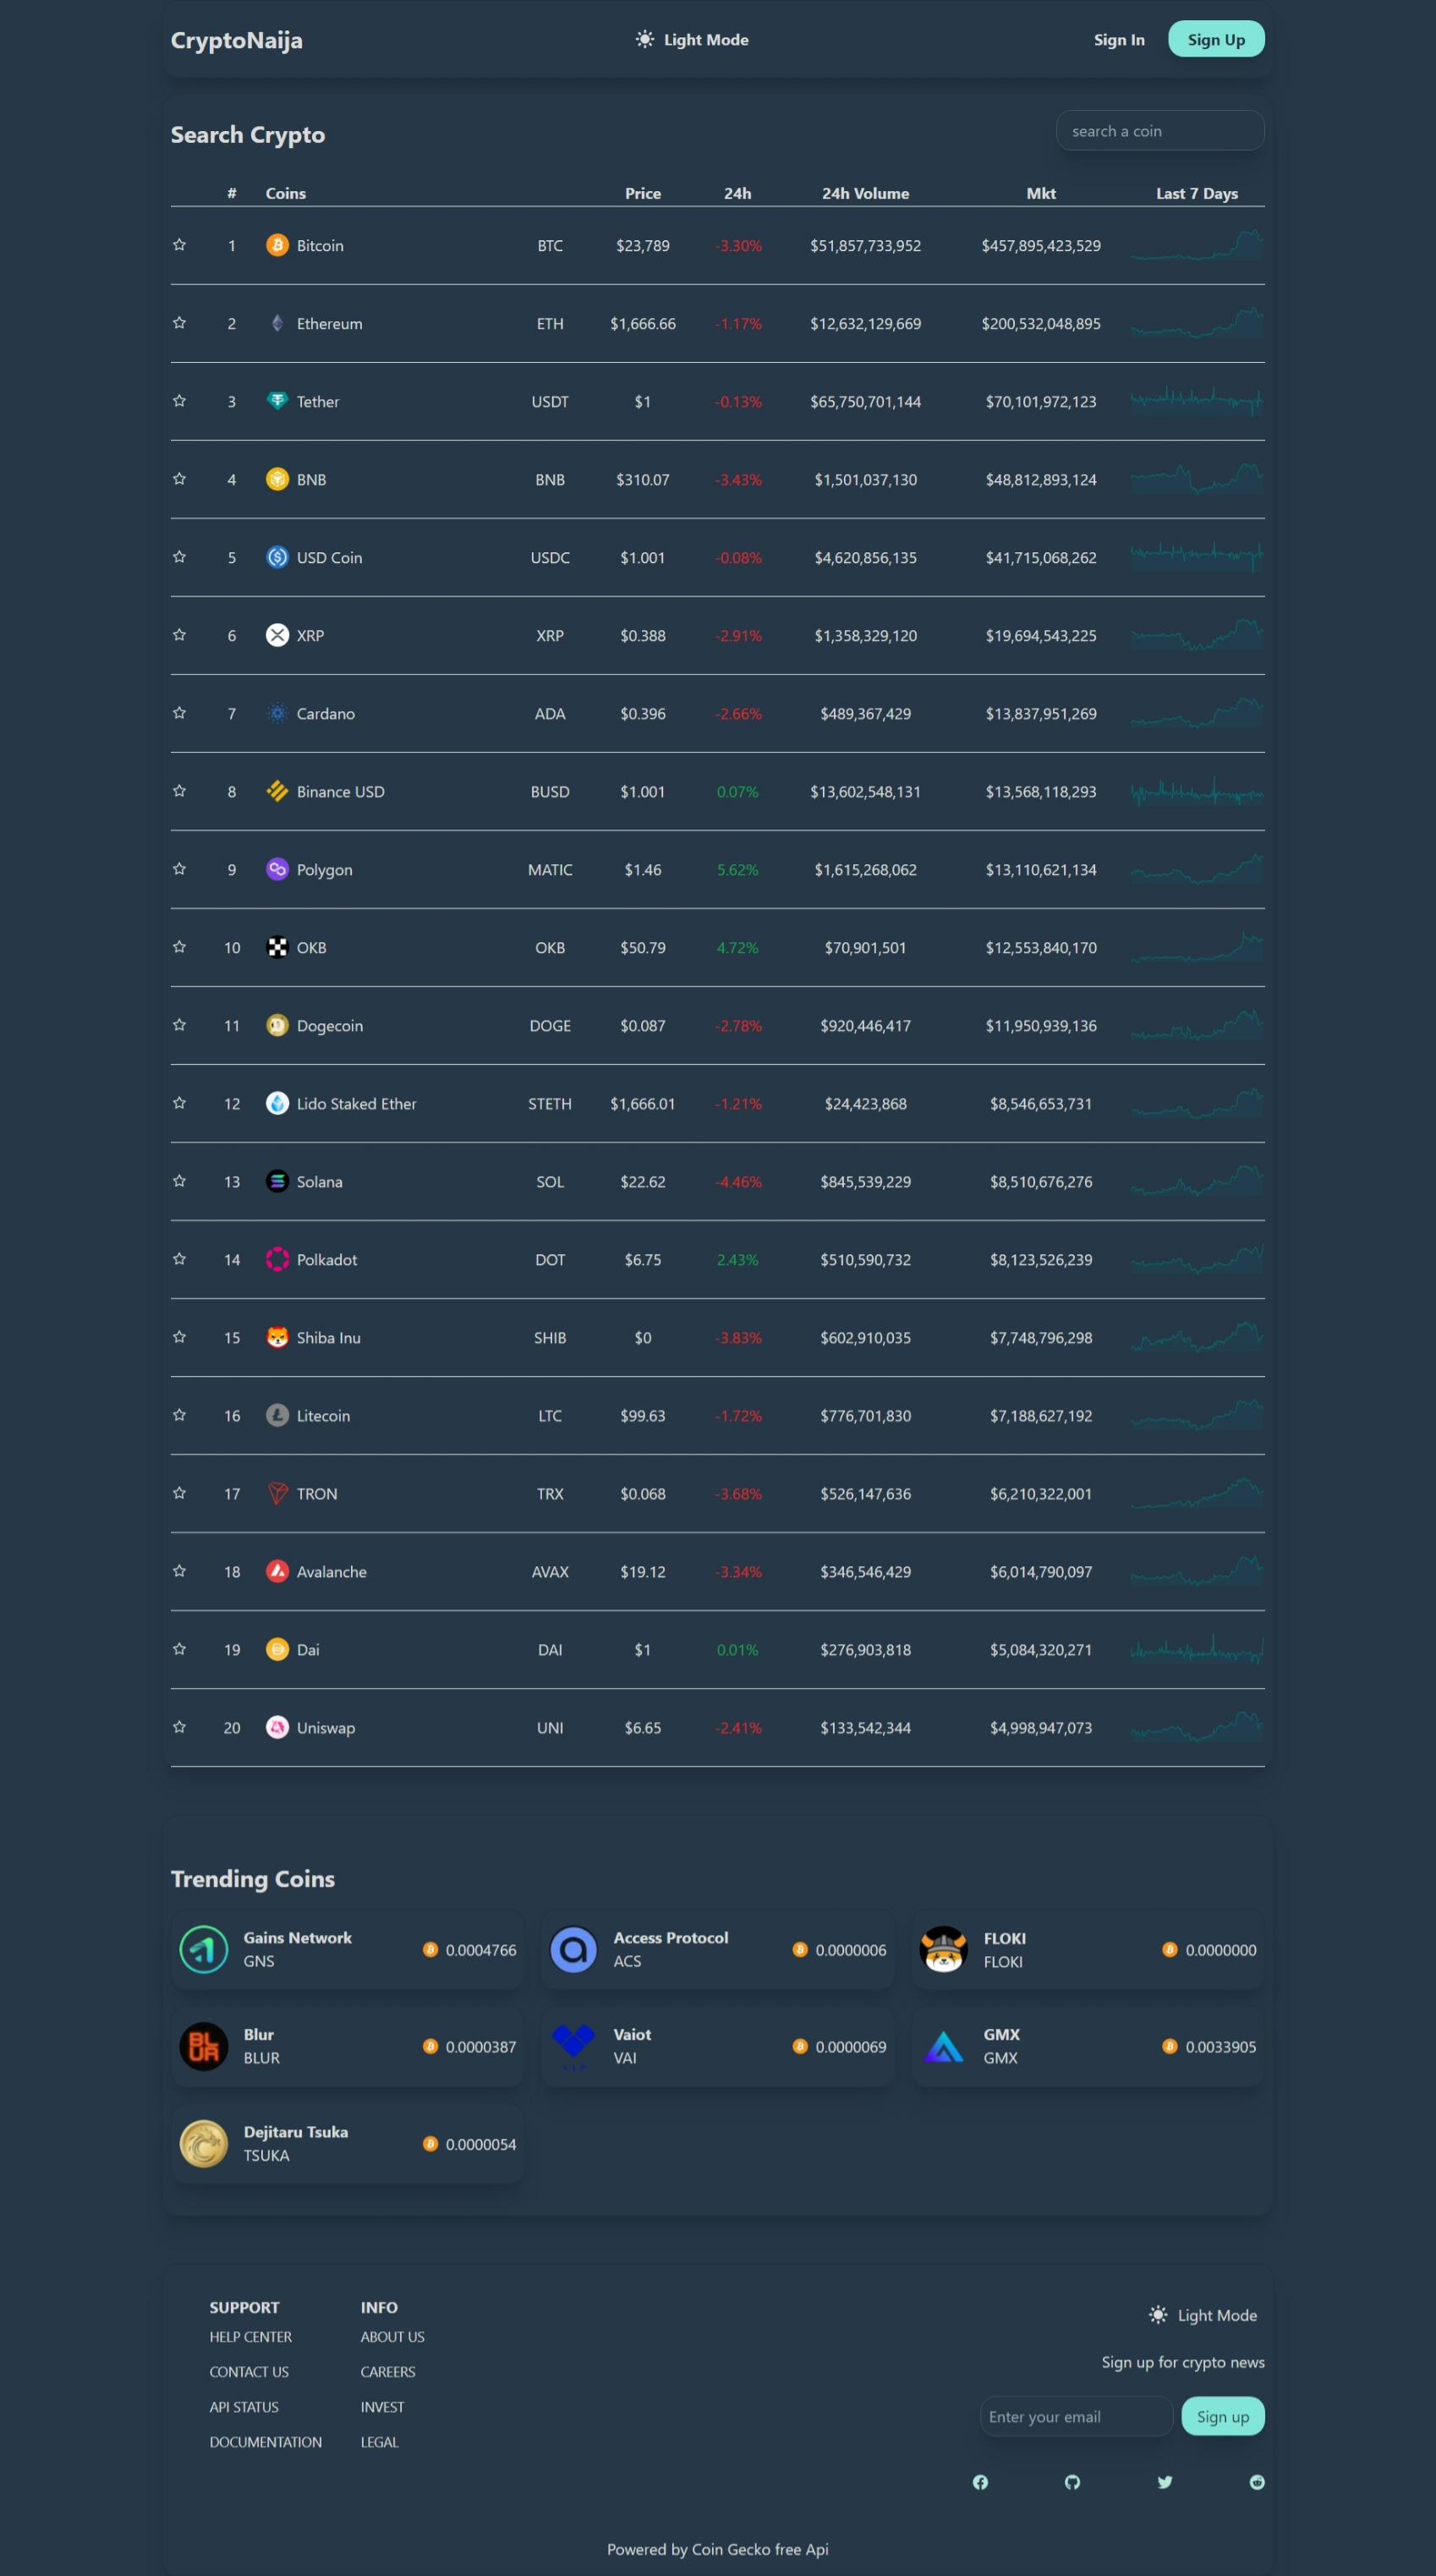 CryptoNaija Light Mode Sign In Sign Up
Search Crypto search a coin
# Coins Price 24h 24h Volume Mkt Last 7 Days
1 Bitcoin BTC $23,789 -3.30% $51,857,733,952 $457,895,423,529
2 Ethereum ETH $1,666.66 -1.17% $12,632,129,669 $200,532,048,895
3 Tether USDT $1 -0.13% $65,750,701,144 $70,101,972,123
4 BNB BNB $310.07 -3.43% $1,501,037,130 $48,812,893,124
5 USD Coin USDC $1.001 -0.08% $4,620,856,135 $41,715,068,262
6 XRP XRP $0.388 -2.91% $1,358,329,120 $19,694,543,225
7 Cardano ADA $0.396 -2.66% $489,367,429 $13,837,951,269
8 Binance USD BUSD $1.001 0.07% $13,602,548,131 $13,568,118,293
9 Polygon MATIC $1.46 5.62% $1,615,268,062 $13,110,621,134
10 OKB OKB $50.79 4.72% $70,901,501 $12,553,840,170
11 Dogecoin DOGE $0.087 -2.78% $920,446,417 $11,950,939,136
12 Lido Staked Ether STETH $1,666.01 -1.21% $24,423,868 $8,546,653,731
13 Solana SOL $22.62 -4.46% $845,539,229 $8,510,676,276
14 Polkadot DOT $6.75 2.43% $510,590,732 $8,123,526,239
15 Shiba Inu SHIB $0 -3.83% $602,910,035 $7,748,796,298
16 Litecoin LTC $99.63 -1.72% $776,701,830 $7,188,627,192
17 TRON TRX $0.068 -3.68% $526,147,636 $6,210,322,001
18 Avalanche AVAX $19.12 -3.34% $346,546,429 $6,014,790,097
19 Dai DAI $1 0.01% $276,903,818 $5,084,320,271
20 Uniswap UNI $6.65 -2.41% $133,542,344 $4,998,947,073
Trending Coins
Gains Network
GNS
0.0004766
Access Protocol
ACS
0.0000006
FLOKI
FLOKI
0.0000000
BL
UR
Blur
BLUR
0.0000387
Vaiot
VAI
0.0000069
GMX
GMX
0.0033905
Dejitaru Tsuka
TSUKA
0.0000054
SUPPORT
HELP CENTER
CONTACT US
API STATUS
DOCUMENTATION
INFO
ABOUT US
CAREERS
INVEST
LEGAL
Light Mode
Sign up for crypto news
Enter your email Sign up
Powered by Coin Gecko free Api